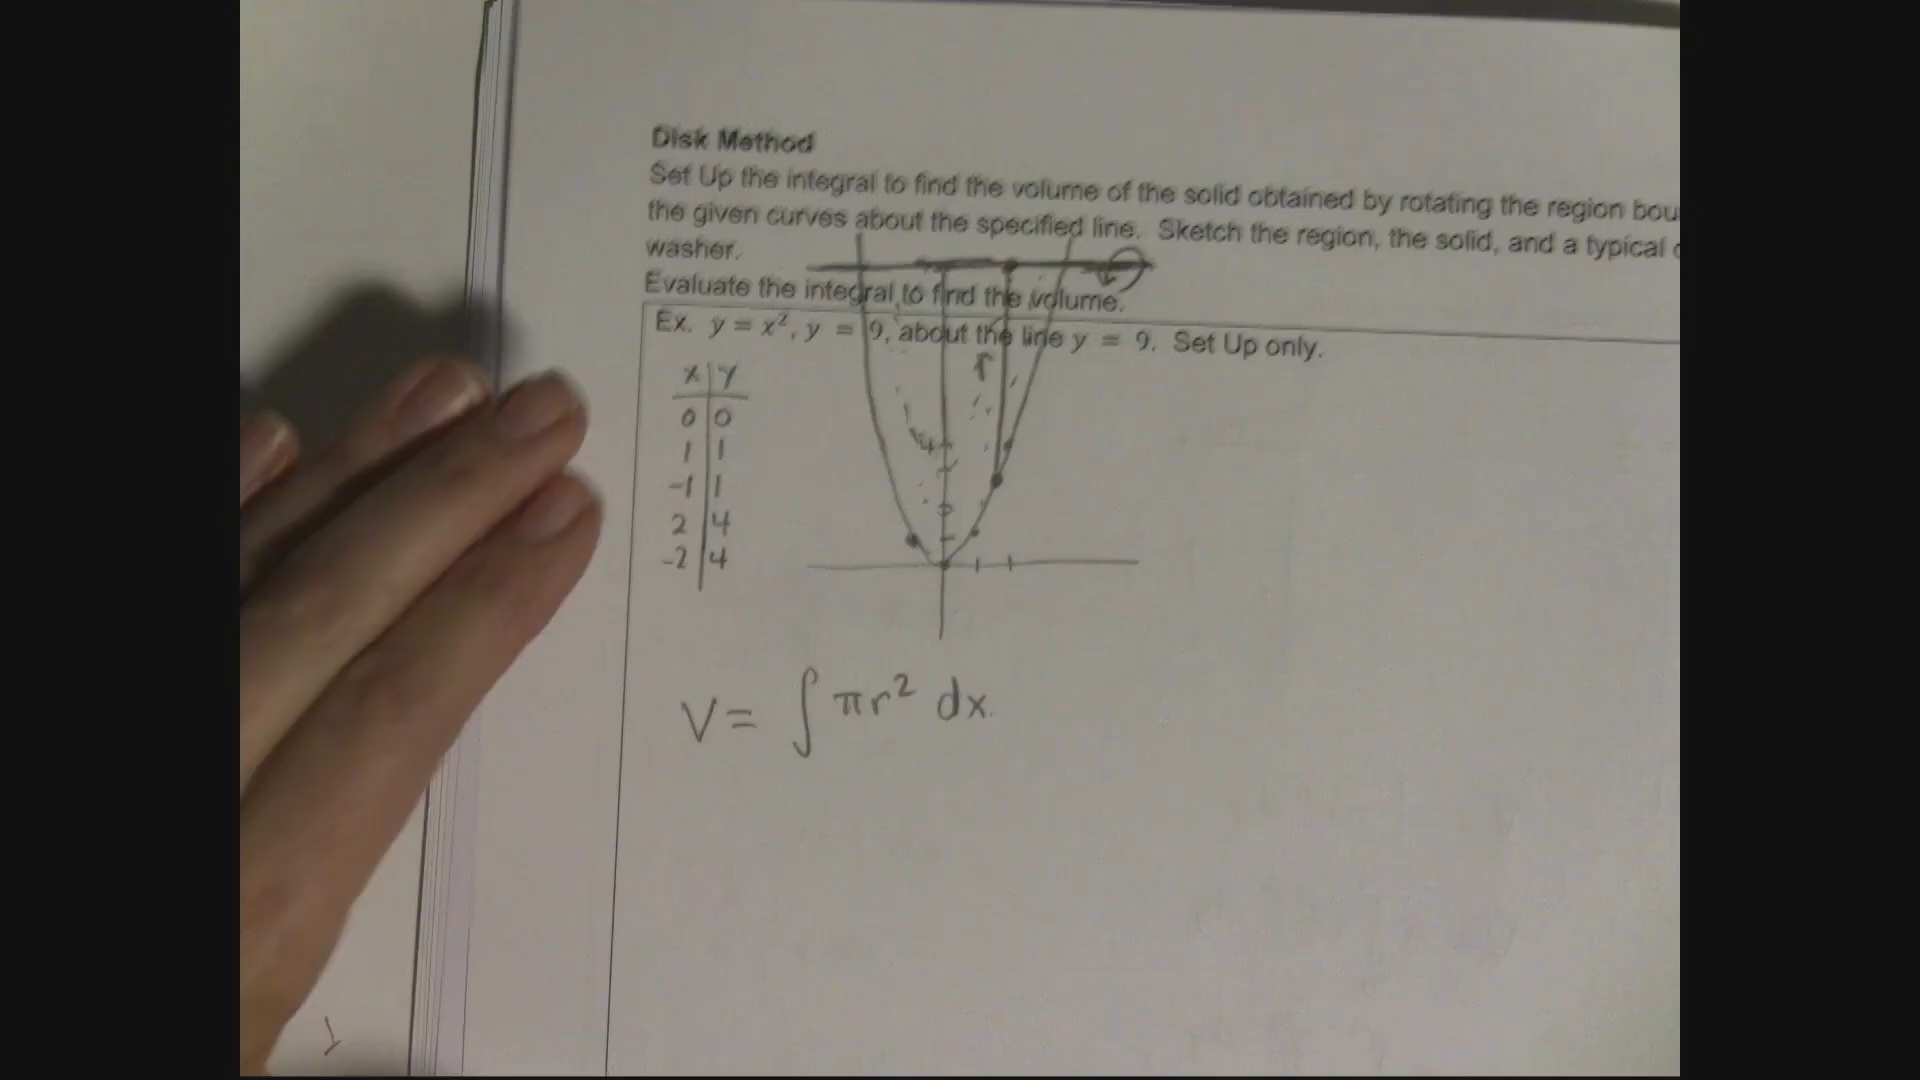 Disk Method
Set Up the integral to find the volume of the solid obtained by rotating the region bou
the given curves about the specified line. Sketch the region, the solid, and a typical
washer.
Evaluate the integral to find the volume.
Ex. y = x², y = 9, about the line y = 9. Set Up only.
x y
0 0
1 1
-1 1
2 4
-2 4
r
4
V = ∫ πr² dx